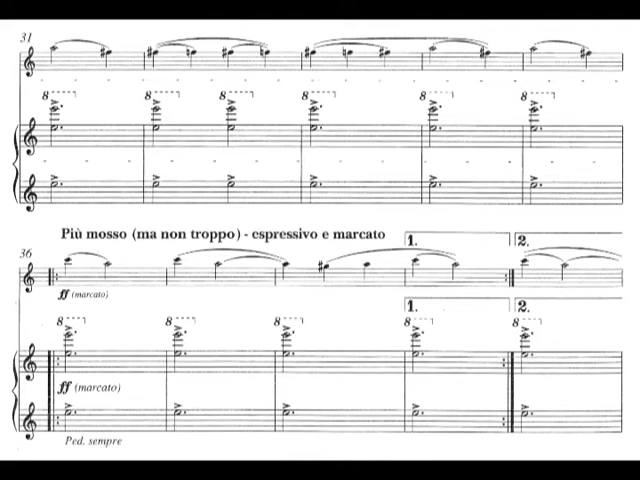 31
8 8 8 8 8 8
Più mosso (ma non troppo) - espressivo e marcato
1. 2.
36
ff (marcato)
1. 2.
8 8 8 8 8
ff (marcato)
Ped. sempre